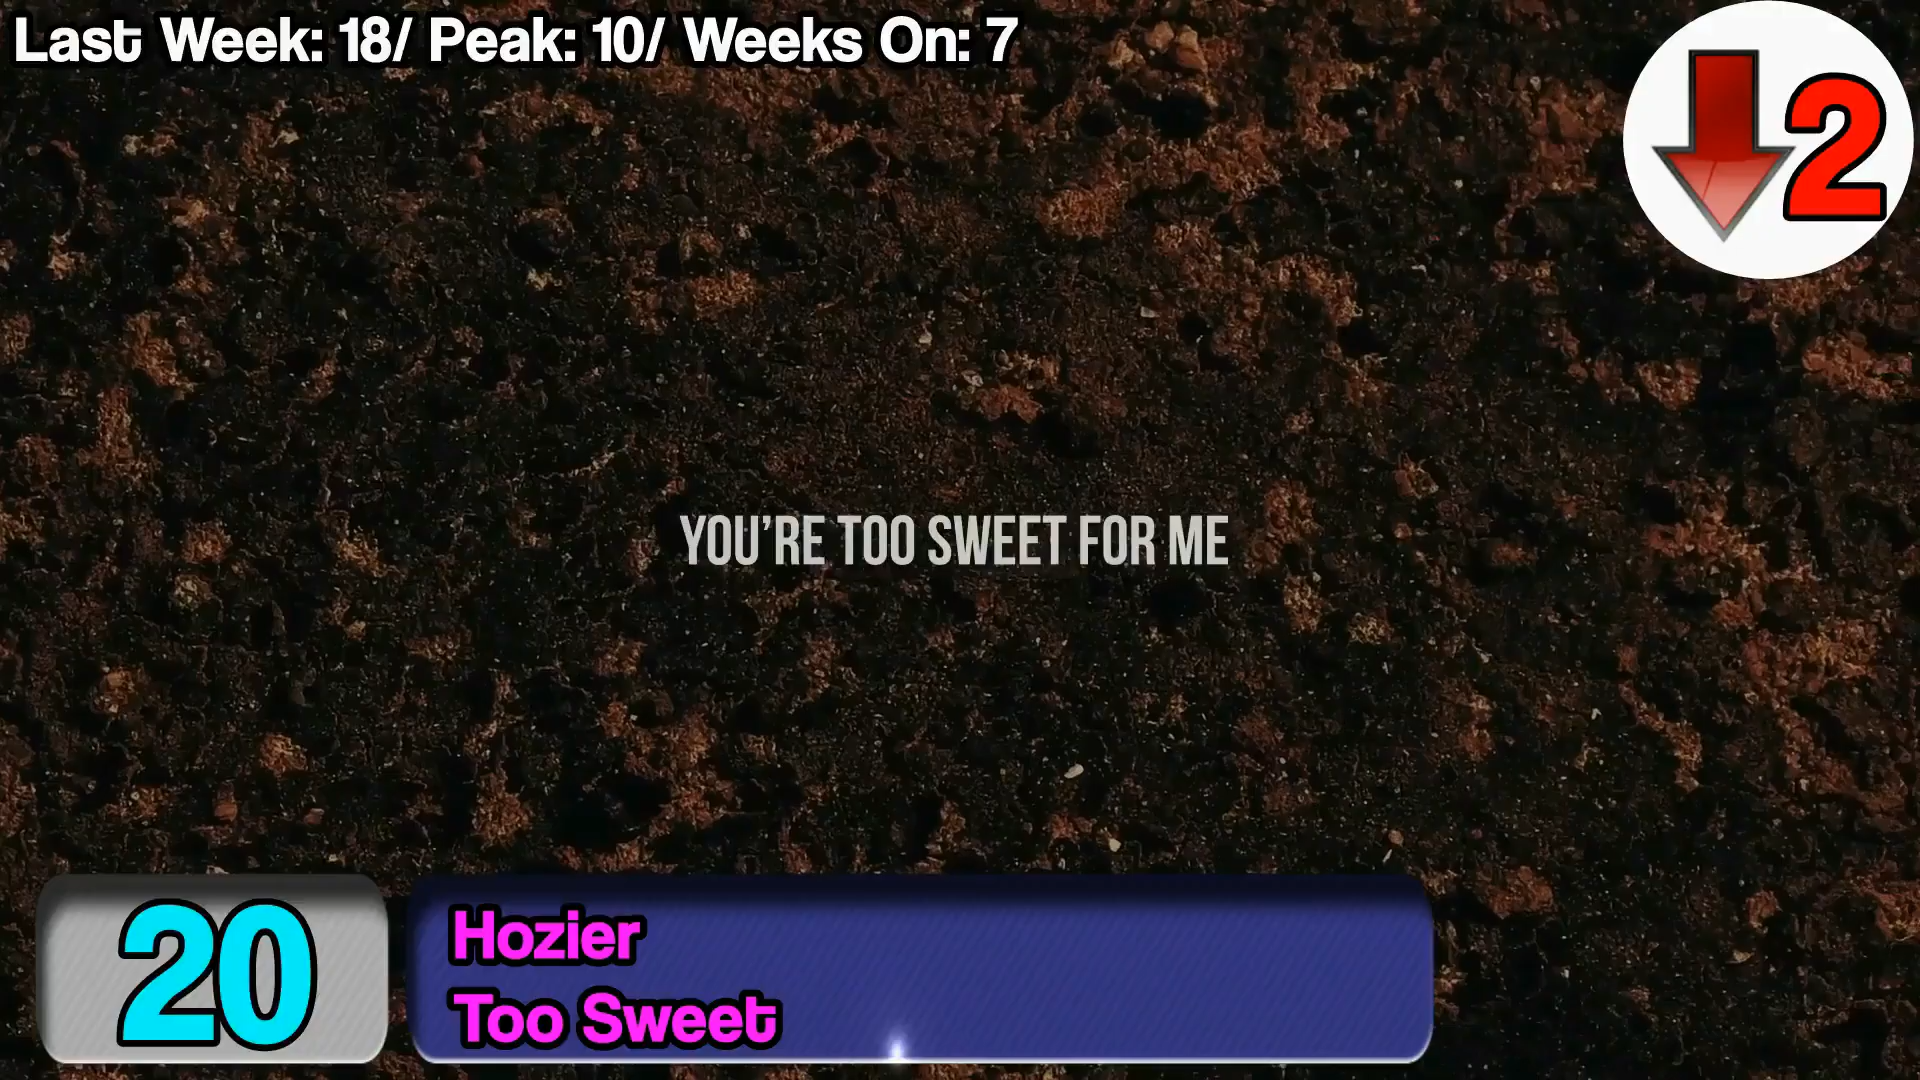 Last Week: 18/ Peak: 10/ Weeks On: 7
2
YOU'RE TOO SWEET FOR ME
20
Hozier
Too Sweet